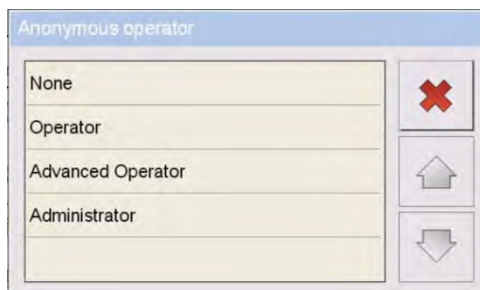 Anonymous operator
None
Operator
Advanced Operator
Administrator